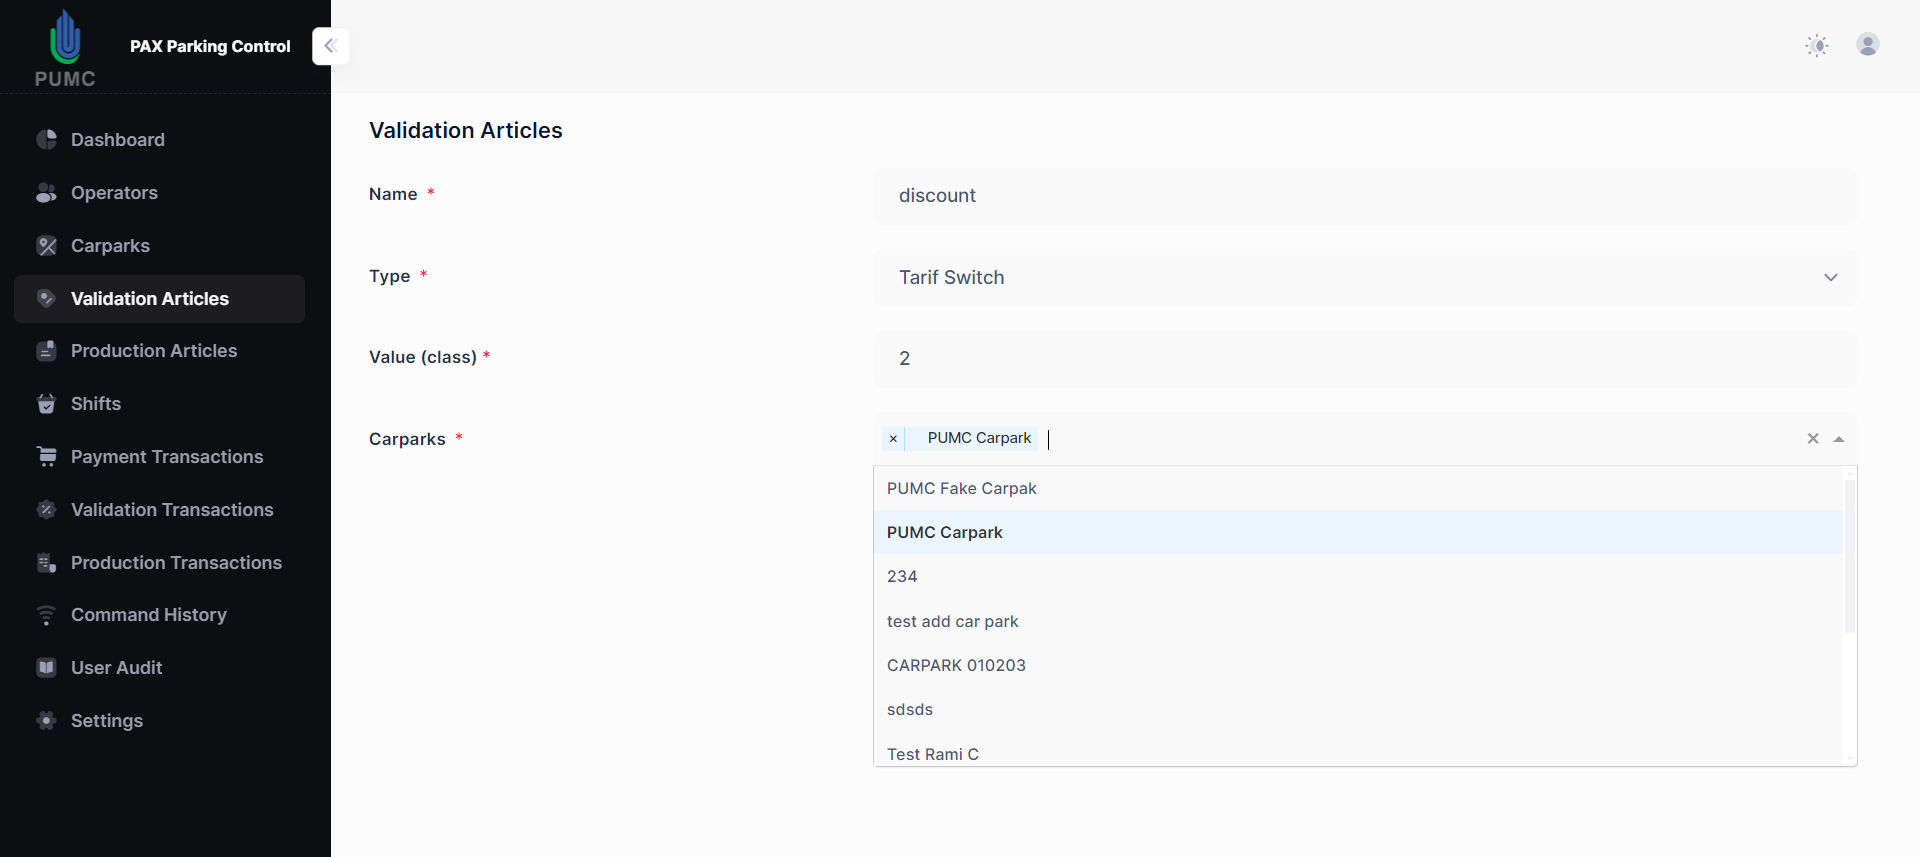 PUMC
PAX Parking Control
Dashboard
Operators
Carparks
Validation Articles
Production Articles
Shifts
Payment Transactions
Validation Transactions
Production Transactions
Command History
User Audit
Settings
Validation Articles
Name *
discount
Type *
Tarif Switch
Value (class) *
2
Carparks *
× PUMC Carpark
PUMC Fake Carpak
PUMC Carpark
234
test add car park
CARPARK 010203
sdsds
Test Rami C